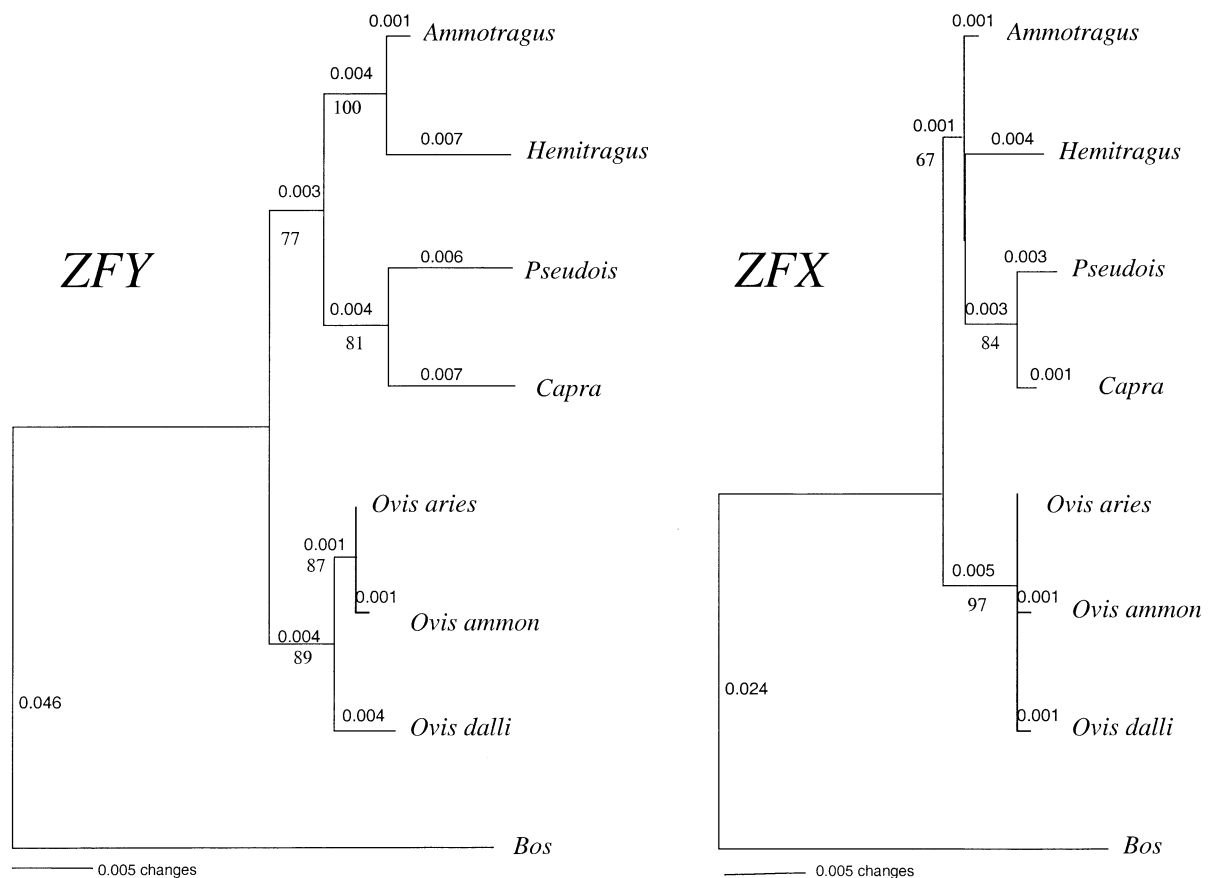 ZFY
0.001
Ammotragus
0.004
100
0.007
Hemitragus
0.003
77
0.006
Pseudois
0.004
81
0.007
Capra
Ovis aries
0.001
87
0.001
Ovis ammon
0.004
89
0.004
Ovis dalli
0.046
Bos
0.005 changes
ZFX
0.001
Ammotragus
0.001
67
0.004
Hemitragus
0.003
Pseudois
0.003
84
0.001
Capra
Ovis aries
0.005
97
0.001
Ovis ammon
0.001
Ovis dalli
0.024
Bos
0.005 changes